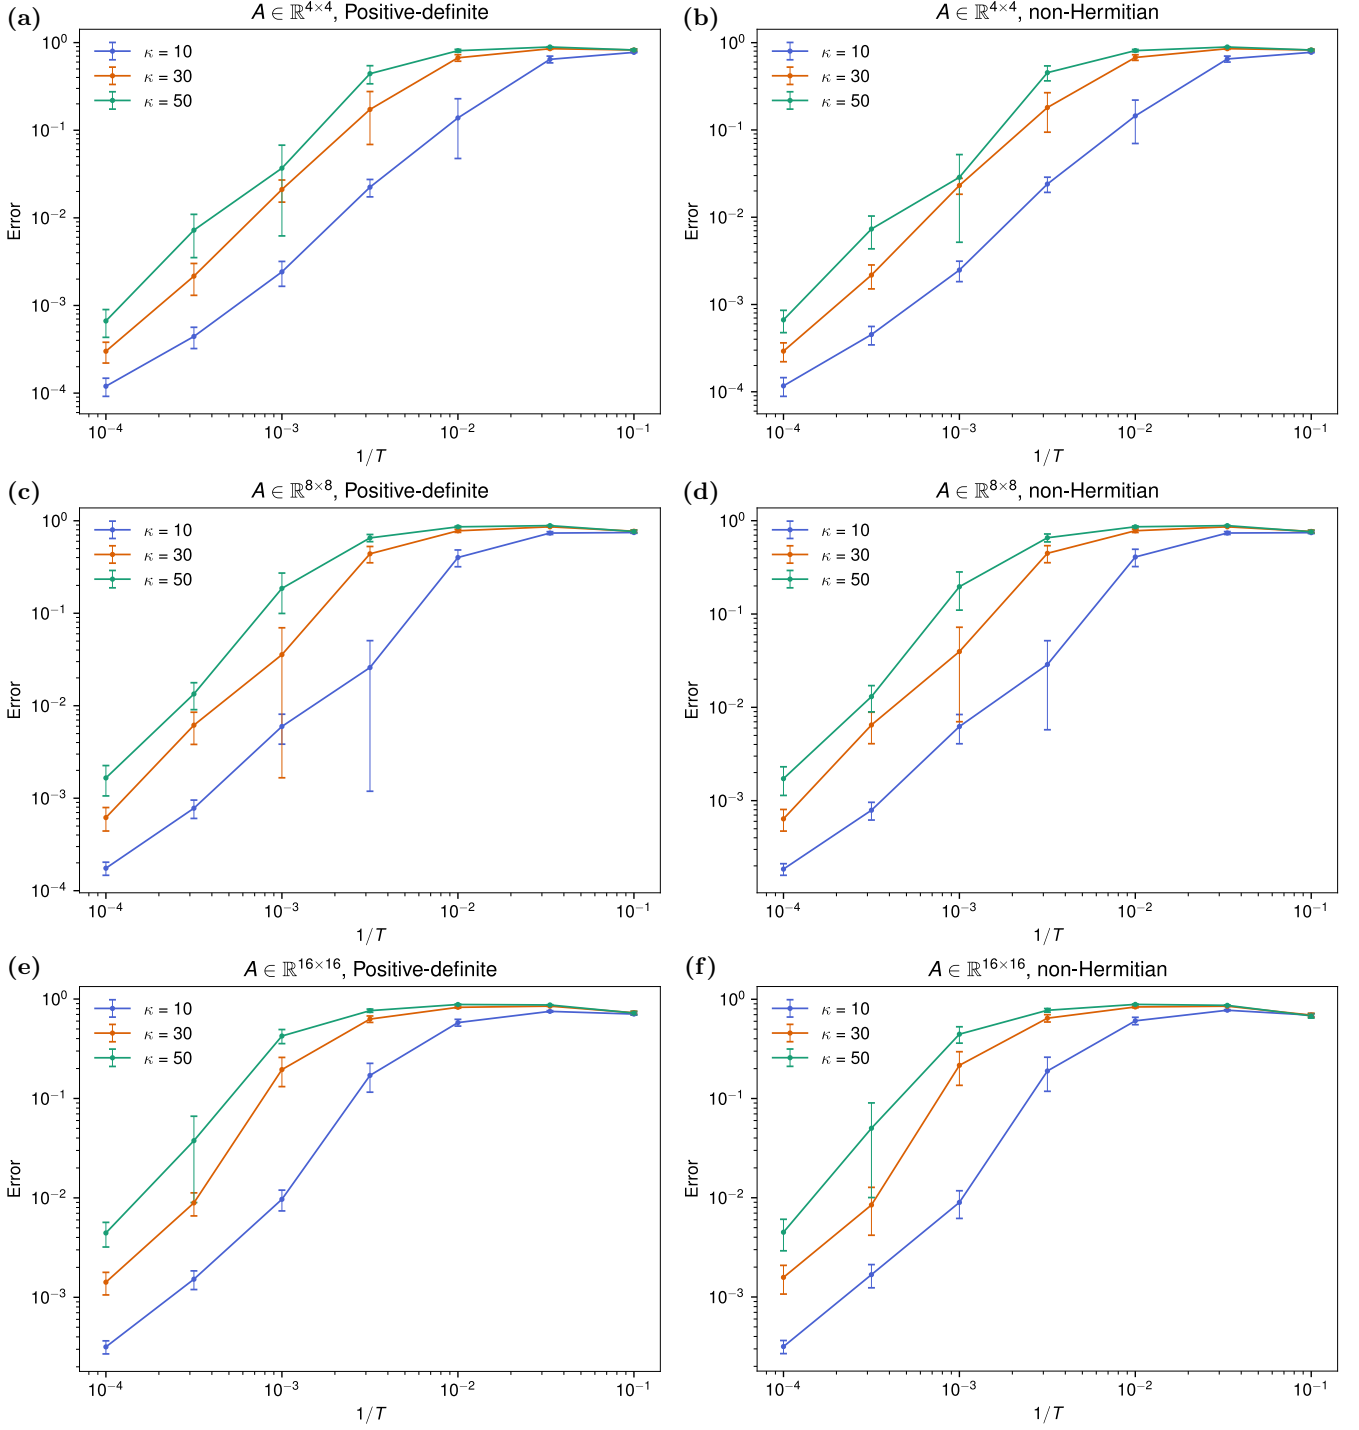 (a)
A ∈ ℝ^{4×4}, Positive-definite
κ = 10
κ = 30
κ = 50
Error
10^0
10^{-1}
10^{-2}
10^{-3}
10^{-4}
10^{-4}
10^{-3}
10^{-2}
10^{-1}
1/T
(b)
A ∈ ℝ^{4×4}, non-Hermitian
κ = 10
κ = 30
κ = 50
Error
10^0
10^{-1}
10^{-2}
10^{-3}
10^{-4}
10^{-4}
10^{-3}
10^{-2}
10^{-1}
1/T
(c)
A ∈ ℝ^{8×8}, Positive-definite
κ = 10
κ = 30
κ = 50
Error
10^0
10^{-1}
10^{-2}
10^{-3}
10^{-4}
10^{-4}
10^{-3}
10^{-2}
10^{-1}
1/T
(d)
A ∈ ℝ^{8×8}, non-Hermitian
κ = 10
κ = 30
κ = 50
Error
10^0
10^{-1}
10^{-2}
10^{-3}
10^{-4}
10^{-3}
10^{-2}
10^{-1}
1/T
(e)
A ∈ ℝ^{16×16}, Positive-definite
κ = 10
κ = 30
κ = 50
Error
10^0
10^{-1}
10^{-2}
10^{-3}
10^{-4}
10^{-3}
10^{-2}
10^{-1}
1/T
(f)
A ∈ ℝ^{16×16}, non-Hermitian
κ = 10
κ = 30
κ = 50
Error
10^0
10^{-1}
10^{-2}
10^{-3}
10^{-4}
10^{-3}
10^{-2}
10^{-1}
1/T